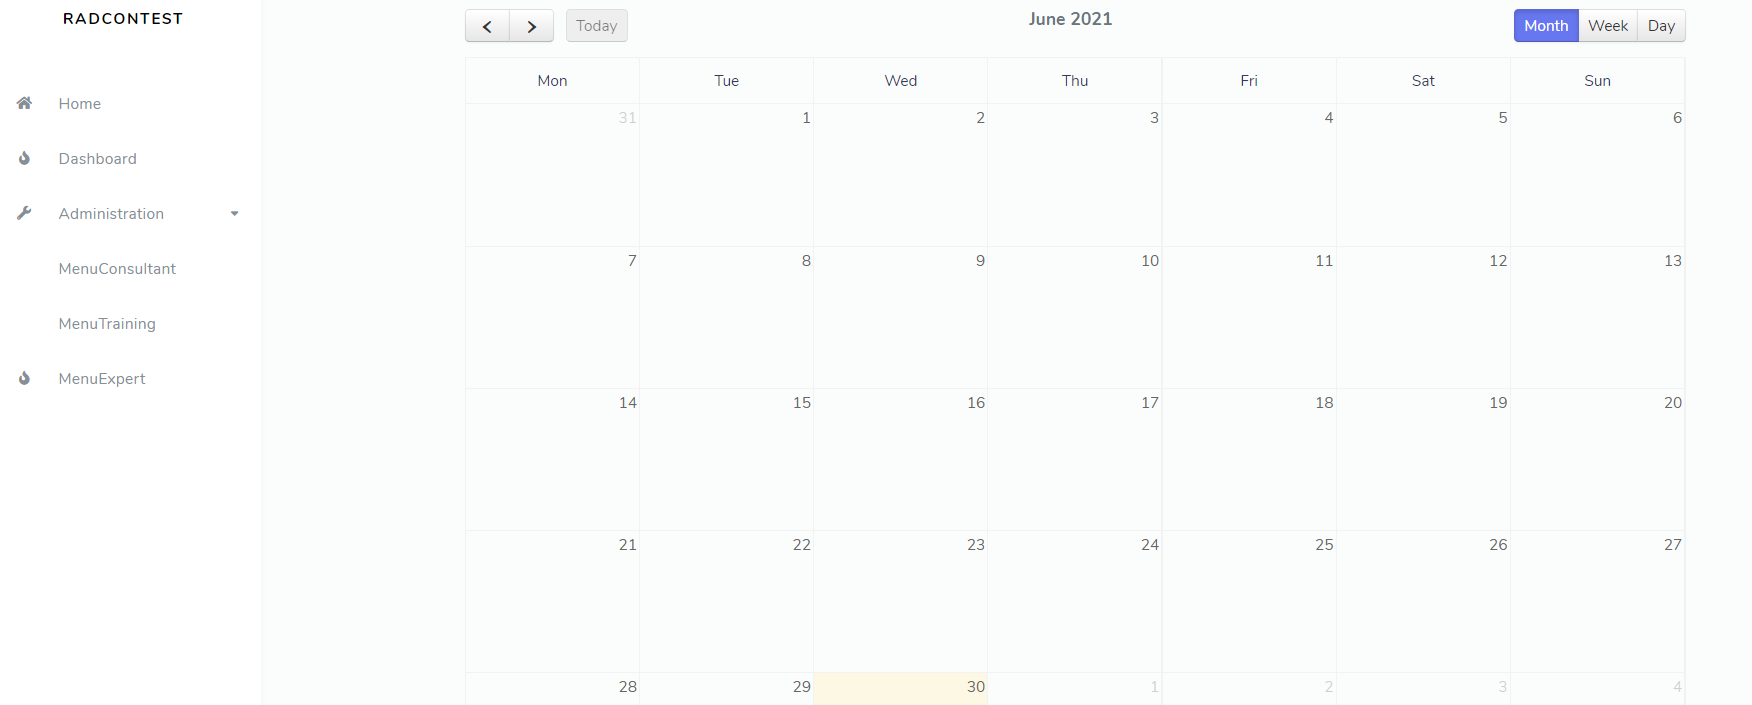 RADCONTEST
Home
Dashboard
Administration
MenuConsultant
MenuTraining
MenuExpert
Today
June 2021
Month Week Day
Mon Tue Wed Thu Fri Sat Sun
31 1 2 3 4 5 6
7 8 9 10 11 12 13
14 15 16 17 18 19 20
21 22 23 24 25 26 27
28 29 30 1 2 3 4